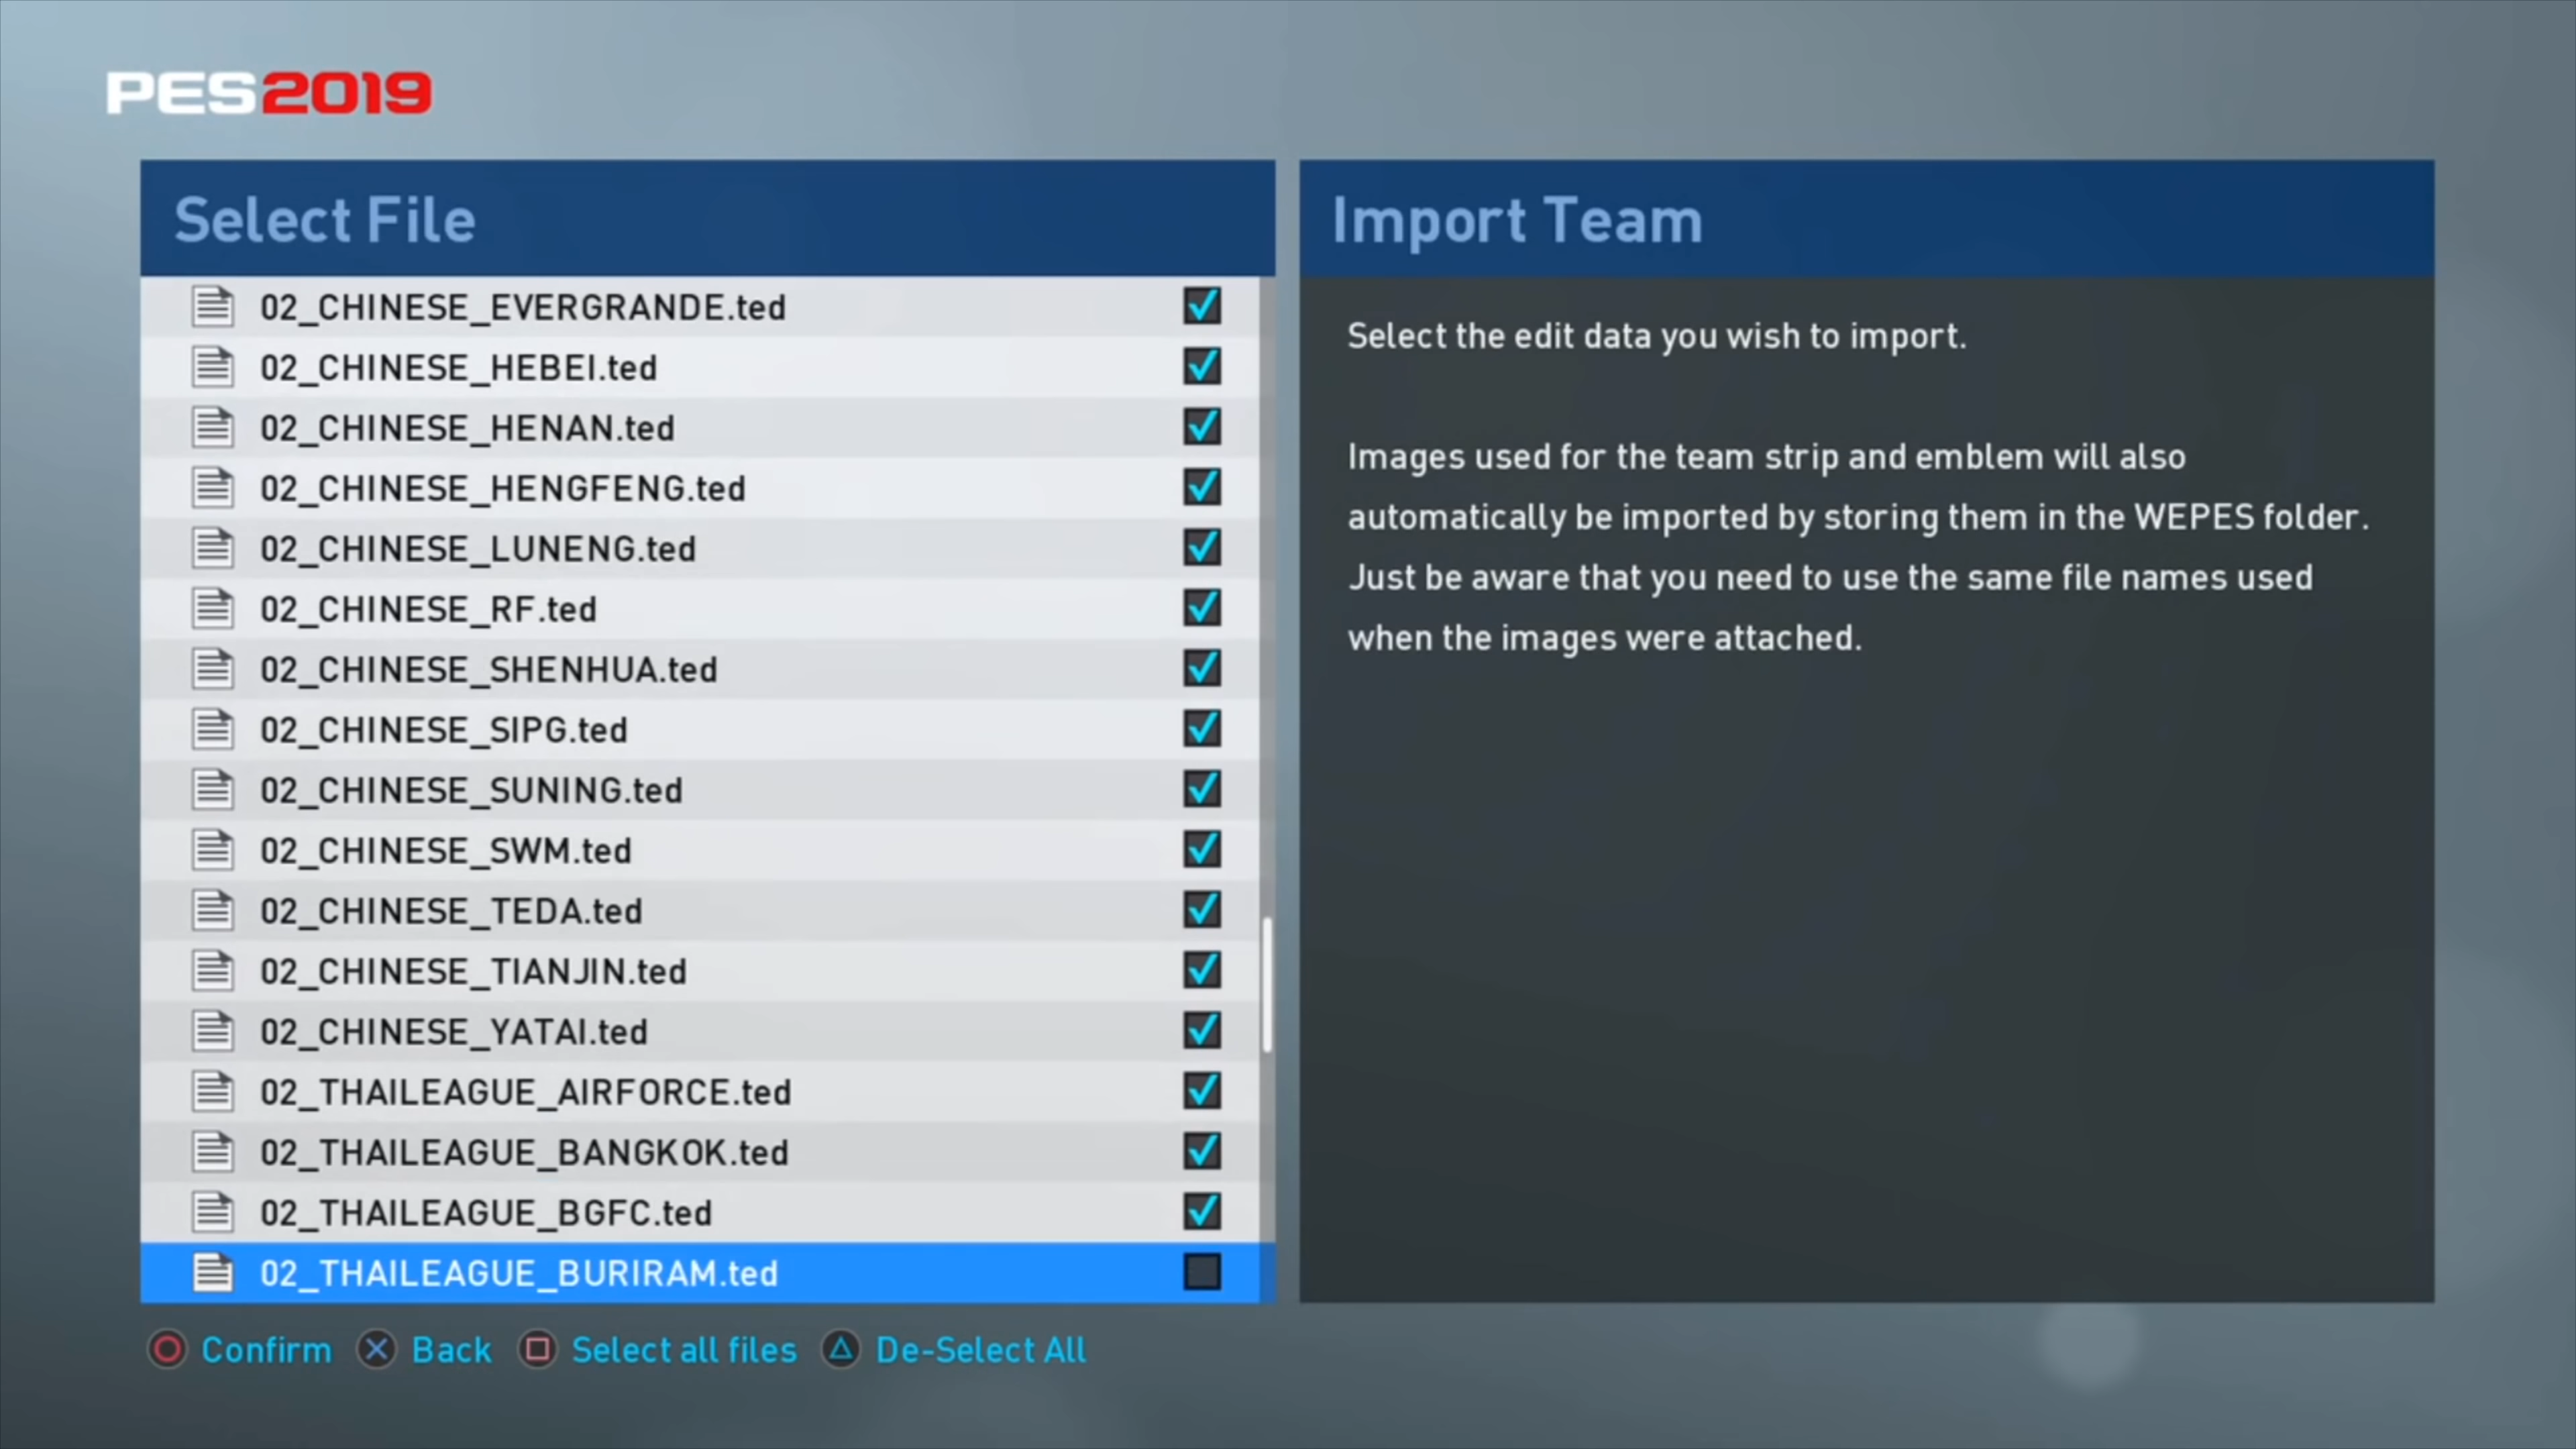 PES2019
Select File
02_CHINESE_EVERGRANDE.ted
02_CHINESE_HEBEI.ted
02_CHINESE_HENAN.ted
02_CHINESE_HENGFENG.ted
02_CHINESE_LUNENG.ted
02_CHINESE_RF.ted
02_CHINESE_SHENHUA.ted
02_CHINESE_SIPG.ted
02_CHINESE_SUNING.ted
02_CHINESE_SWM.ted
02_CHINESE_TEDA.ted
02_CHINESE_TIANJIN.ted
02_CHINESE_YATAI.ted
02_THAILEAGUE_AIRFORCE.ted
02_THAILEAGUE_BANGKOK.ted
02_THAILEAGUE_BGFC.ted
02_THAILEAGUE_BURIRAM.ted
Import Team
Select the edit data you wish to import.
Images used for the team strip and emblem will also
automatically be imported by storing them in the WEPES folder.
Just be aware that you need to use the same file names used
when the images were attached.
Confirm Back Select all files De-Select All